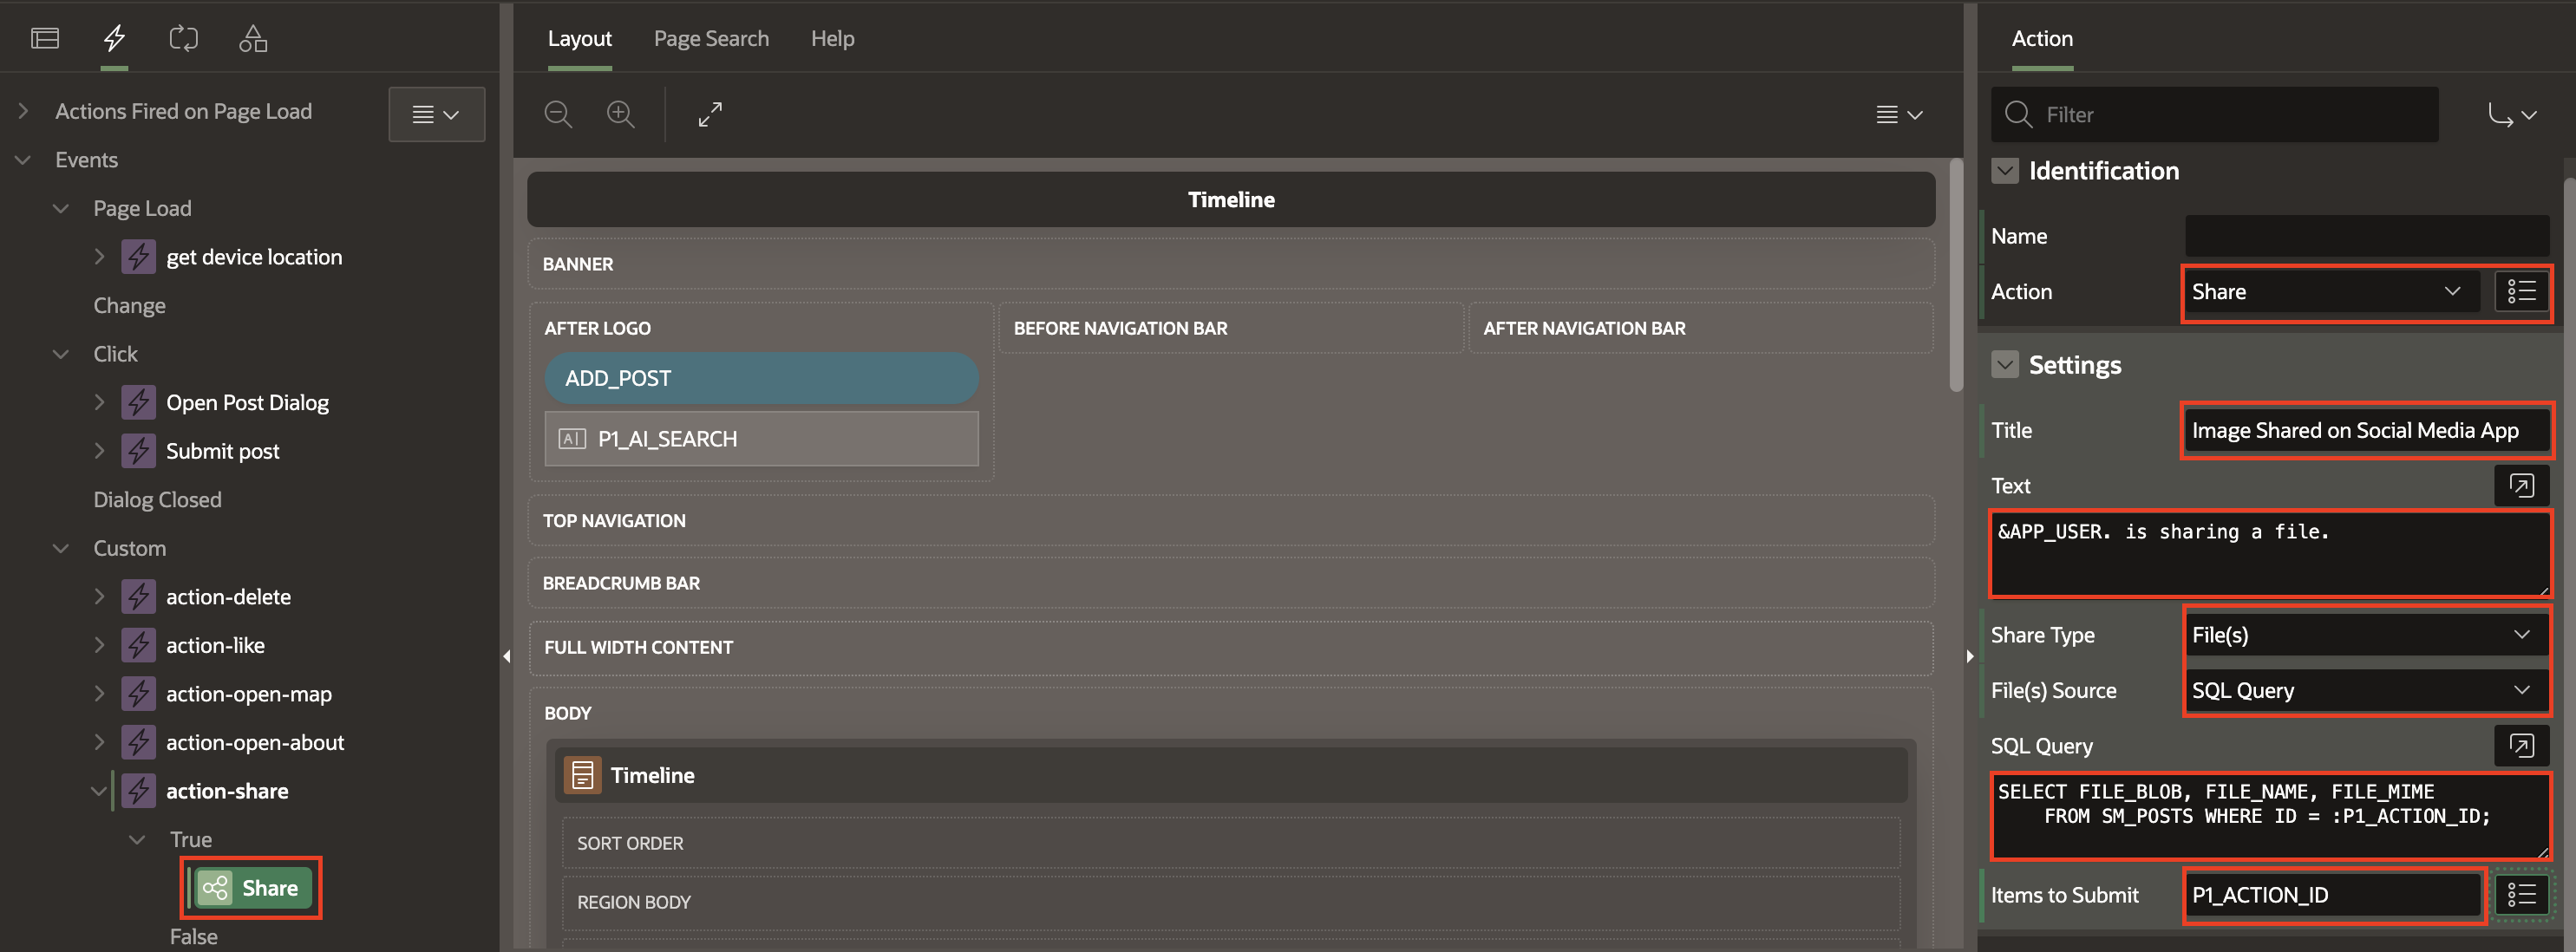 Actions Fired on Page Load
Events
Page Load
get device location
Change
Click
Open Post Dialog
Submit post
Dialog Closed
Custom
action-delete
action-like
action-open-map
action-open-about
action-share
True
Share
False
Layout
Page Search
Help
Timeline
BANNER
AFTER LOGO
BEFORE NAVIGATION BAR
AFTER NAVIGATION BAR
ADD_POST
A P1_AI_SEARCH
TOP NAVIGATION
BREADCRUMB BAR
FULL WIDTH CONTENT
BODY
Timeline
SORT ORDER
REGION BODY
Action
Filter
Identification
Name
Action
Share
Settings
Title
Image Shared on Social Media App
Text
&APP_USER. is sharing a file.
Share Type
File(s)
File(s) Source
SQL Query
SQL Query
SELECT FILE_BLOB, FILE_NAME, FILE_MIME
FROM SM_POSTS WHERE ID = :P1_ACTION_ID;
Items to Submit
P1_ACTION_ID